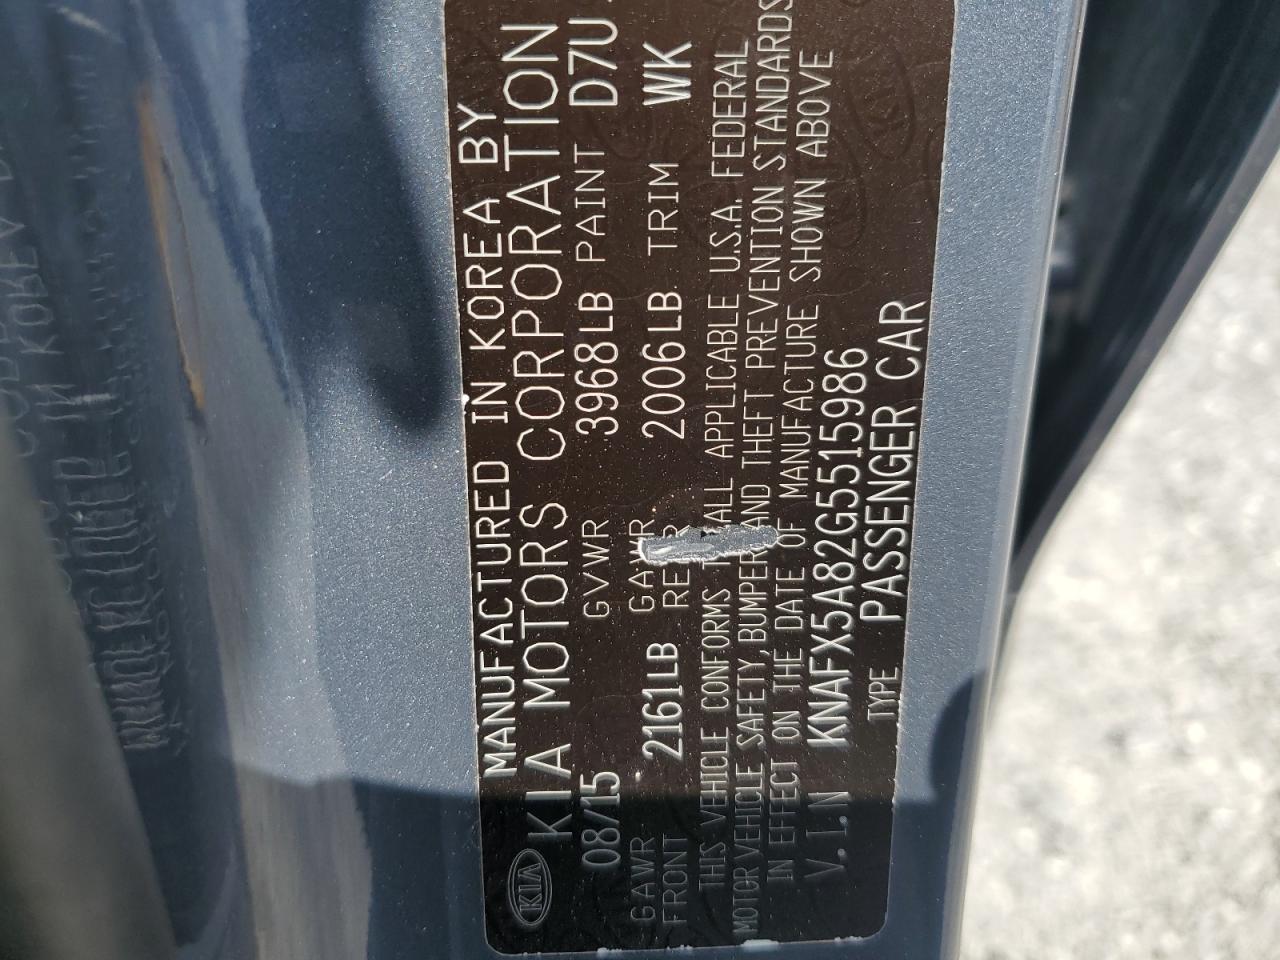 MANUFACTURED IN KOREA BY
KIA KIA MOTORS CORPORATION
08/15 GVWR 3968LB PAINT D7U
GAWR FRONT 2161LB GAWR 2006LB TRIM WK
THIS VEHICLE CONFORMS ALL APPLICABLE U.S.A. FEDERAL
MOTOR VEHICLE SAFETY, BUMPER AND THEFT PREVENTION STANDARDS
IN EFFECT ON THE DATE OF MANUFACTURE SHOWN ABOVE
V.I.N KNAFX5A82G5515986
TYPE PASSENGER CAR